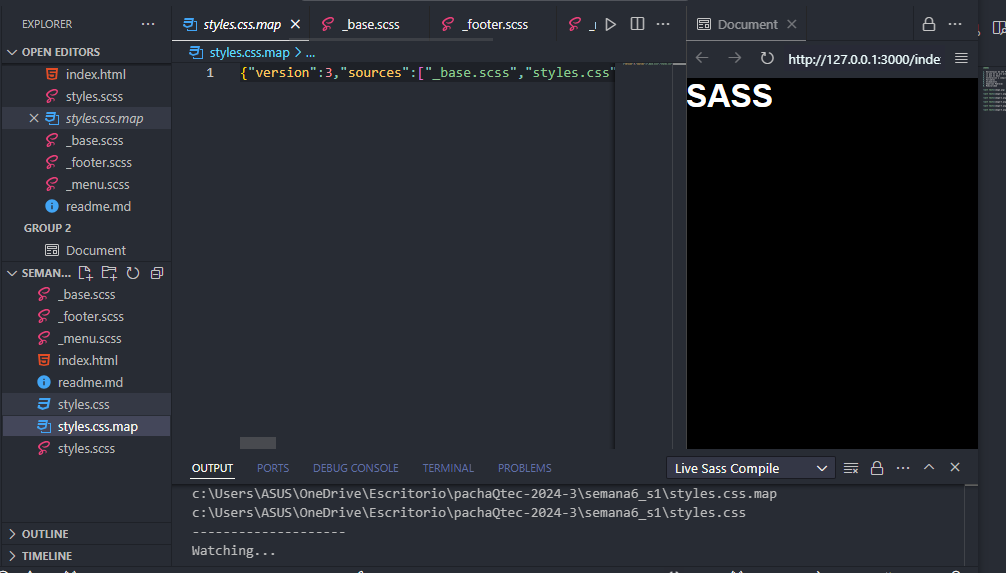 EXPLORER
OPEN EDITORS
index.html
styles.scss
styles.css.map
_base.scss
_footer.scss
_menu.scss
readme.md
GROUP 2
Document
SEMAN...
_base.scss
_footer.scss
_menu.scss
index.html
readme.md
styles.css
styles.css.map
styles.scss
OUTLINE
TIMELINE
styles.css.map _base.scss _footer.scss
styles.css.map > ...
1 {"version":3,"sources":["_base.scss","styles.css"
Document
http://127.0.0.1:3000/inde
SASS
OUTPUT PORTS DEBUG CONSOLE TERMINAL PROBLEMS
Live Sass Compile
c:\Users\ASUS\OneDrive\Escritorio\pachaQtec-2024-3\semana6_s1\styles.css.map
c:\Users\ASUS\OneDrive\Escritorio\pachaQtec-2024-3\semana6_s1\styles.css
--------------------
Watching...